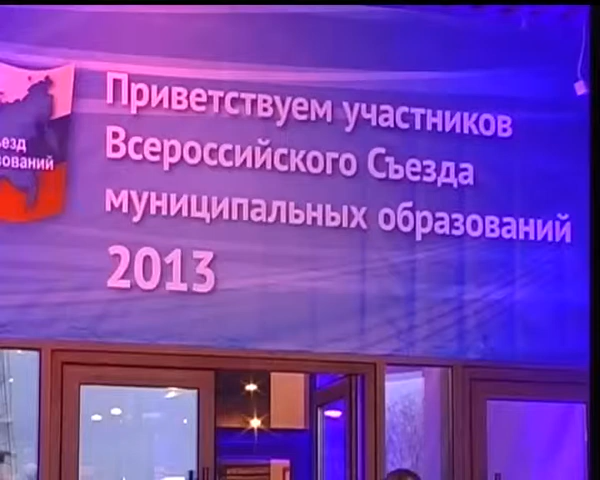 Приветствуем участников
Всероссийского Съезда
муниципальных образований
2013